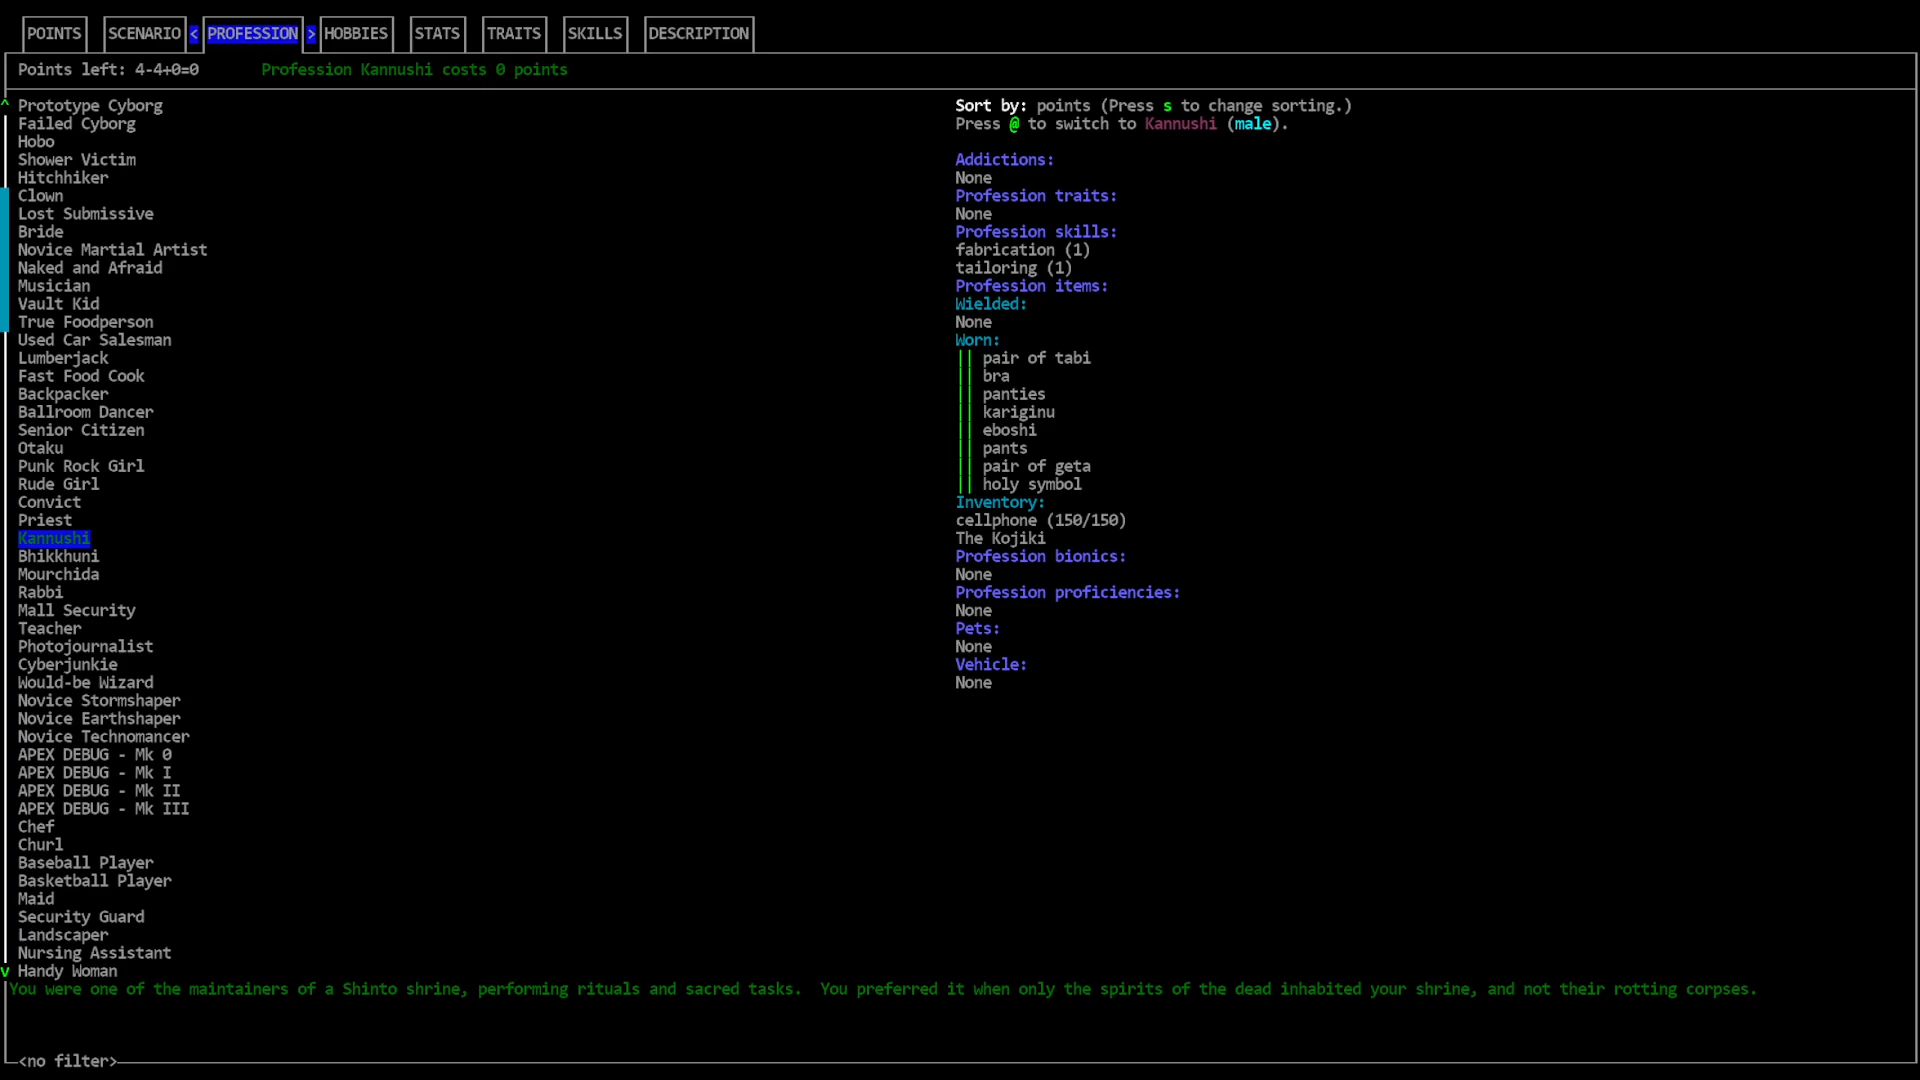 POINTS SCENARIO < PROFESSION > HOBBIES STATS TRAITS SKILLS DESCRIPTION
Points left: 4-4+0=0 Profession Kannushi costs 0 points
^ Prototype Cyborg
Failed Cyborg
Hobo
Shower Victim
Hitchhiker
Clown
Lost Submissive
Bride
Novice Martial Artist
Naked and Afraid
Musician
Vault Kid
True Foodperson
Used Car Salesman
Lumberjack
Fast Food Cook
Backpacker
Ballroom Dancer
Senior Citizen
Otaku
Punk Rock Girl
Rude Girl
Convict
Priest
Kannushi
Bhikkhuni
Mourchida
Rabbi
Mall Security
Teacher
Photojournalist
Cyberjunkie
Would-be Wizard
Novice Stormshaper
Novice Earthshaper
Novice Technomancer
APEX DEBUG - Mk 0
APEX DEBUG - Mk I
APEX DEBUG - Mk II
APEX DEBUG - Mk III
Chef
Churl
Baseball Player
Basketball Player
Maid
Security Guard
Landscaper
Nursing Assistant
v Handy Woman
Sort by: points (Press s to change sorting.)
Press @ to switch to Kannushi (male).
Addictions:
None
Profession traits:
None
Profession skills:
fabrication (1)
tailoring (1)
Profession items:
Wielded:
None
Worn:
|| pair of tabi
|| bra
|| panties
|| kariginu
|| eboshi
|| pants
|| pair of geta
|| holy symbol
Inventory:
cellphone (150/150)
The Kojiki
Profession bionics:
None
Profession proficiencies:
None
Pets:
None
Vehicle:
None
You were one of the maintainers of a Shinto shrine, performing rituals and sacred tasks.  You preferred it when only the spirits of the dead inhabited your shrine, and not their rotting corpses.
<no filter>